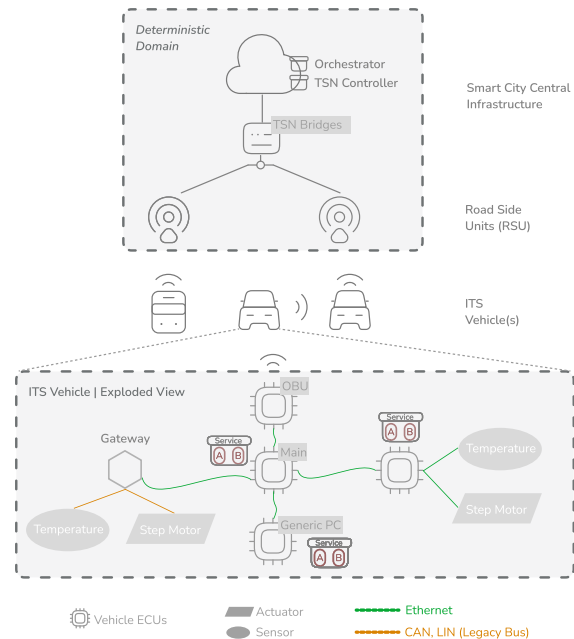 Deterministic
Domain
Orchestrator
TSN Controller
TSN Bridges
Smart City Central
Infrastructure
Road Side
Units (RSU)
ITS
Vehicle(s)
ITS Vehicle | Exploded View
OBU
Service
A B
Gateway
Service
A B
Main
Temperature
Temperature
Step Motor
Step Motor
Generic PC
Service
A B
Vehicle ECUs
Actuator
Sensor
Ethernet
CAN, LIN (Legacy Bus)